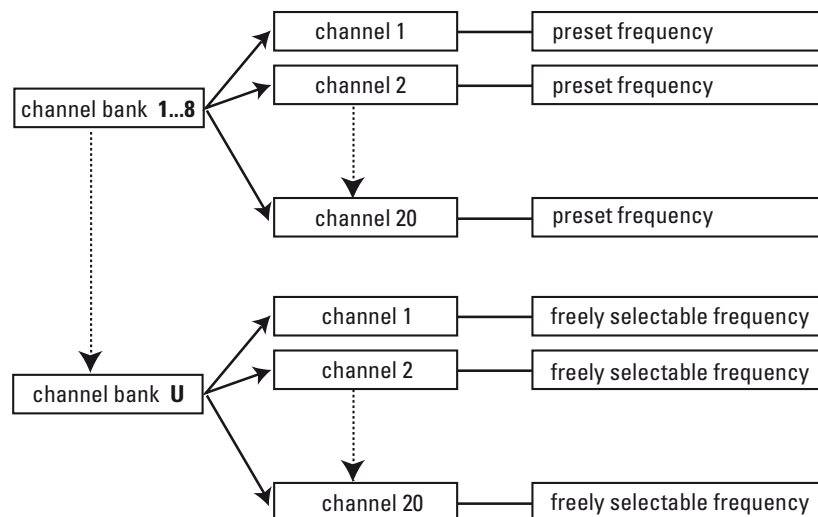 channel 1 preset frequency
channel 2 preset frequency
channel bank 1...8
channel 20 preset frequency
channel 1 freely selectable frequency
channel 2 freely selectable frequency
channel bank U
channel 20 freely selectable frequency